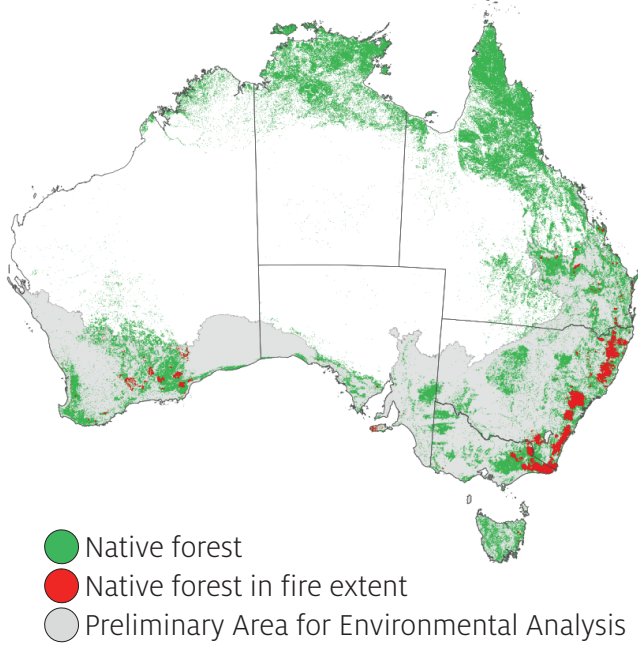 Native forest
Native forest in fire extent
Preliminary Area for Environmental Analysis